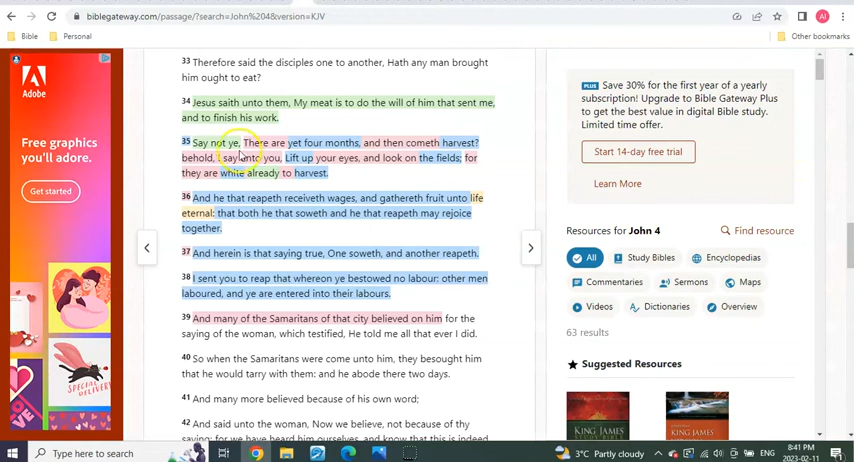 biblegateway.com/passage/?search=John%204&version=KJV
Bible
Personal
Other bookmarks
Adobe
Free graphics
you'll adore.
Get started
33 Therefore said the disciples one to another, Hath any man brought
him ought to eat?
34 Jesus saith unto them, My meat is to do the will of him that sent me,
and to finish his work.
35 Say not ye, There are yet four months, and then cometh harvest?
behold, I say unto you, Lift up your eyes, and look on the fields; for
they are white already to harvest.
36 And he that reapeth receiveth wages, and gathereth fruit unto life
eternal: that both he that soweth and he that reapeth may rejoice
together.
37 And herein is that saying true, One soweth, and another reapeth.
38 I sent you to reap that whereon ye bestowed no labour: other men
laboured, and ye are entered into their labours.
39 And many of the Samaritans of that city believed on him for the
saying of the woman, which testified, He told me all that ever I did.
40 So when the Samaritans were come unto him, they besought him
that he would tarry with them: and he abode there two days.
41 And many more believed because of his own word;
42 And said unto the woman, Now we believe, not because of thy
saying: for we have heard him ourselves, and know that this is indeed
PLUS Save 30% for the first year of a yearly
subscription! Upgrade to Bible Gateway Plus
to get the best value in digital Bible study.
Limited time offer.
Start 14-day free trial
Learn More
Resources for John 4
Find resource
All
Study Bibles
Encyclopedias
Commentaries
Sermons
Maps
Videos
Dictionaries
Overview
63 results
Suggested Resources
KING JAMES
KING JAMES
Type here to search
3°C Partly cloudy
ENG
8:41 PM
2023-02-11
AI